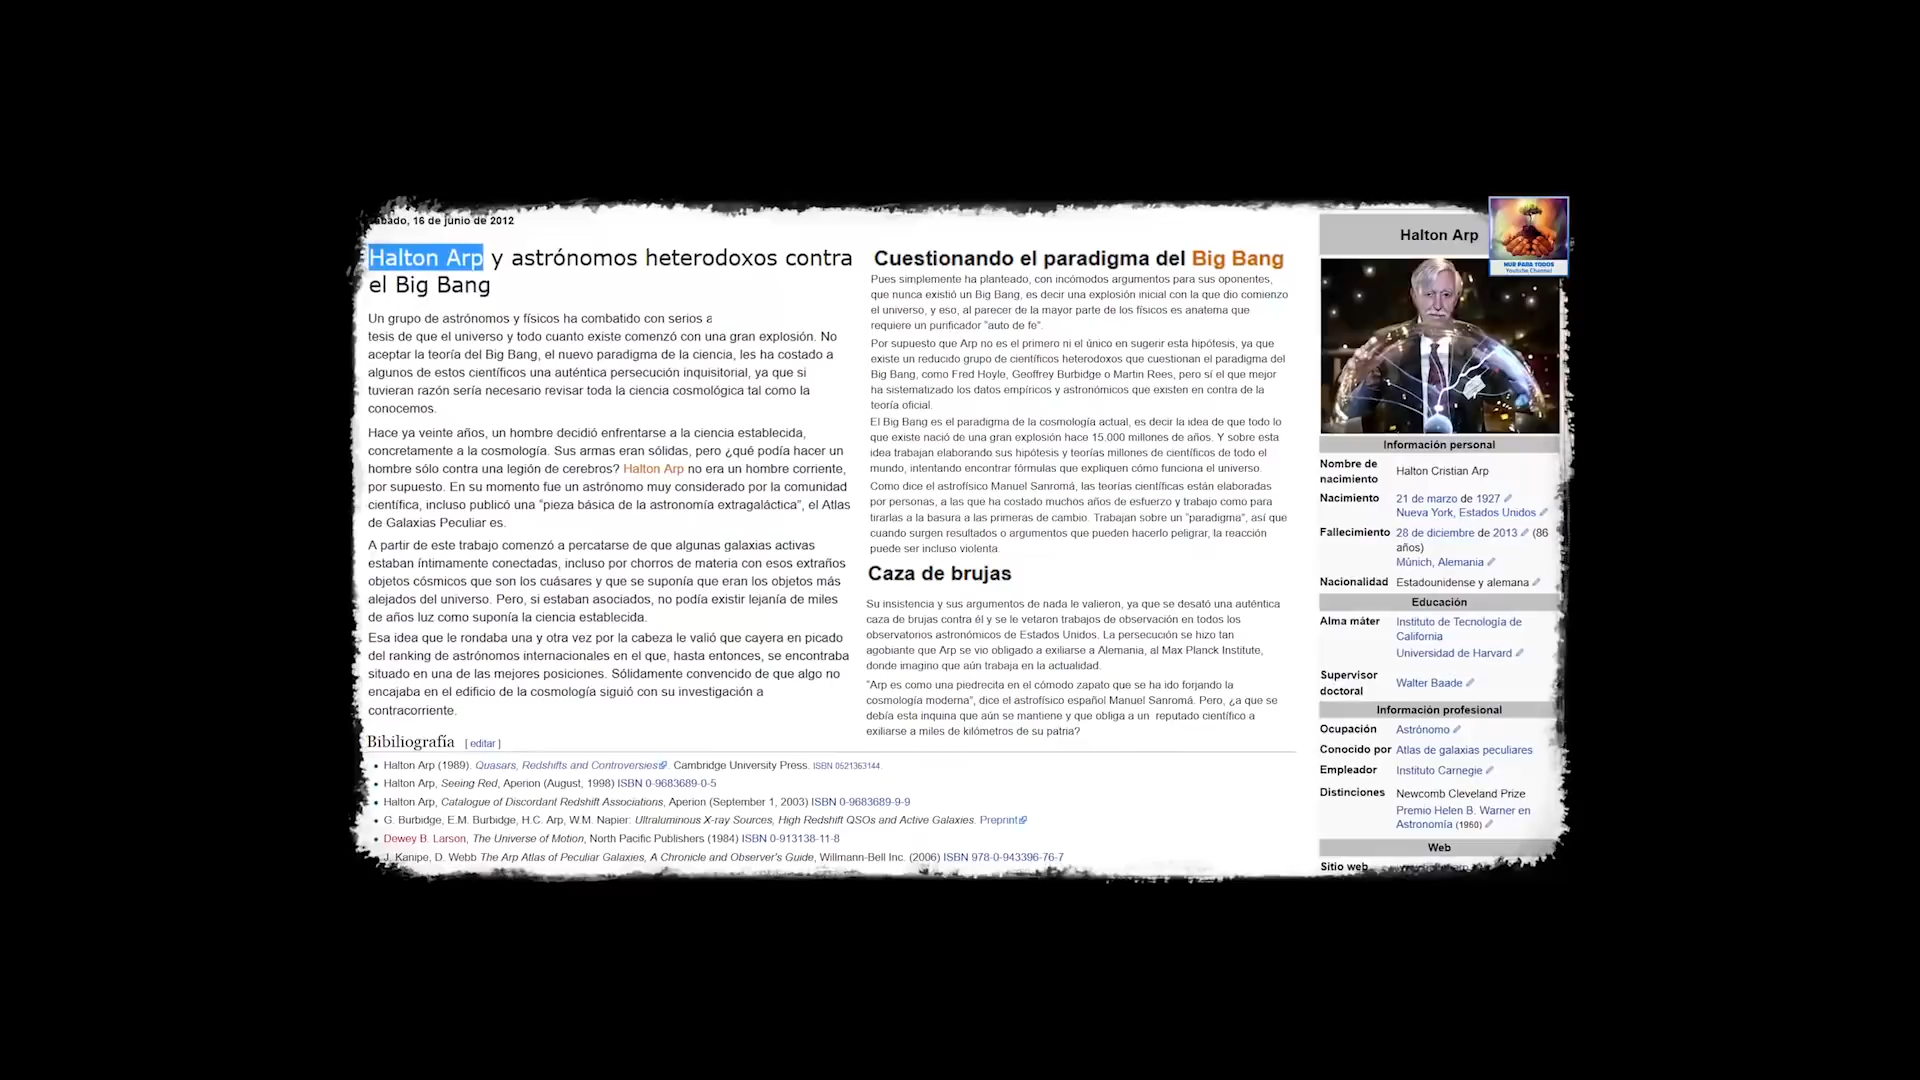 Sábado, 16 de junio de 2012
Halton Arp y astrónomos heterodoxos contra
el Big Bang
Un grupo de astrónomos y físicos ha combatido con serios a
tesis de que el universo y todo cuanto existe comenzó con una gran explosión. No
aceptar la teoría del Big Bang, el nuevo paradigma de la ciencia, les ha costado a
algunos de estos científicos una auténtica persecución inquisitorial, ya que si
tuvieran razón sería necesario revisar toda la ciencia cosmológica tal como la
conocemos.
Hace ya veinte años, un hombre decidió enfrentarse a la ciencia establecida,
concretamente a la cosmología. Sus armas eran sólidas, pero ¿qué podía hacer un
hombre sólo contra una legión de cerebros? Halton Arp no era un hombre corriente,
por supuesto. En su momento fue un astrónomo muy considerado por la comunidad
científica, incluso publicó una “pieza básica de la astronomía extragaláctica”, el Atlas
de Galaxias Peculiar es.
A partir de este trabajo comenzó a percatarse de que algunas galaxias activas
estaban íntimamente conectadas, incluso por chorros de materia con esos extraños
objetos cósmicos que son los cuásares y que se suponía que eran los objetos más
alejados del universo. Pero, si estaban asociados, no podía existir lejanía de miles
de años luz como suponía la ciencia establecida.
Esa idea que le rondaba una y otra vez por la cabeza le valió que cayera en picado
del ranking de astrónomos internacionales en el que, hasta entonces, se encontraba
situado en una de las mejores posiciones. Sólidamente convencido de que algo no
encajaba en el edificio de la cosmología siguió con su investigación a
contracorriente.
Cuestionando el paradigma del Big Bang
Pues simplemente ha planteado, con incómodos argumentos para sus oponentes,
que nunca existió un Big Bang, es decir una explosión inicial con la que dio comienzo
el universo, y eso, al parecer de la mayor parte de los físicos es anatema que
requiere un purificador "auto de fe".
Por supuesto que Arp no es el primero ni el único en sugerir esta hipótesis, ya que
existe un reducido grupo de científicos heterodoxos que cuestionan el paradigma del
Big Bang, como Fred Hoyle, Geoffrey Burbidge o Martin Rees, pero sí el que mejor
ha sistematizado los datos empíricos y astronómicos que existen en contra de la
teoría oficial.
El Big Bang es el paradigma de la cosmología actual, es decir la idea de que todo lo
que existe nació de una gran explosión hace 15.000 millones de años. Y sobre esta
idea trabajan elaborando sus hipótesis y teorías millones de científicos de todo el
mundo, intentando encontrar fórmulas que expliquen cómo funciona el universo.
Como dice el astrofísico Manuel Sanromá, las teorías científicas están elaboradas
por personas, a las que ha costado muchos años de esfuerzo y trabajo como para
tirarlas a la basura a las primeras de cambio. Trabajan sobre un "paradigma", así que
cuando surgen resultados o argumentos que pueden hacerlo peligrar, la reacción
puede ser incluso violenta.
Caza de brujas
Su insistencia y sus argumentos de nada le valieron, ya que se desató una auténtica
caza de brujas contra él y se le vetaron trabajos de observación en todos los
observatorios astronómicos de Estados Unidos. La persecución se hizo tan
agobiante que Arp se vio obligado a exiliarse a Alemania, al Max Planck Institute,
donde imagino que aún trabaja en la actualidad.
"Arp es como una piedrecita en el cómodo zapato que se ha ido forjando la
cosmología moderna", dice el astrofísico español Manuel Sanromá. Pero, ¿a que se
debía esta inquina que aún se mantiene y que obliga a un reputado científico a
exiliarse a miles de kilómetros de su patria?
Bibiliografía [ editar ]
Halton Arp (1989). Quasars, Redshifts and Controversies. Cambridge University Press. ISBN 0521363144.
Halton Arp, Seeing Red, Aperion (August, 1998) ISBN 0-9683689-0-5
Halton Arp, Catalogue of Discordant Redshift Associations, Aperion (September 1, 2003) ISBN 0-9683689-9-9
G. Burbidge, E.M. Burbidge, H.C. Arp, W.M. Napier: Ultraluminous X-ray Sources, High Redshift QSOs and Active Galaxies. Preprint
Dewey B. Larson, The Universe of Motion, North Pacific Publishers (1984) ISBN 0-913138-11-8
J. Kanipe, D. Webb The Arp Atlas of Peculiar Galaxies, A Chronicle and Observer's Guide, Willmann-Bell Inc. (2006) ISBN 978-0-943396-76-7
Halton Arp
NUR PARA TODOS
Youtube Channel
Información personal
Nombre de nacimiento Halton Cristian Arp
Nacimiento 21 de marzo de 1927
Nueva York, Estados Unidos
Fallecimiento 28 de diciembre de 2013 (86
años)
Múnich, Alemania
Nacionalidad Estadounidense y alemana
Educación
Alma máter Instituto de Tecnología de
California
Universidad de Harvard
Supervisor doctoral Walter Baade
Información profesional
Ocupación Astrónomo
Conocido por Atlas de galaxias peculiares
Empleador Instituto Carnegie
Distinciones Newcomb Cleveland Prize
Premio Helen B. Warner en
Astronomía (1960)
Web
Sitio web